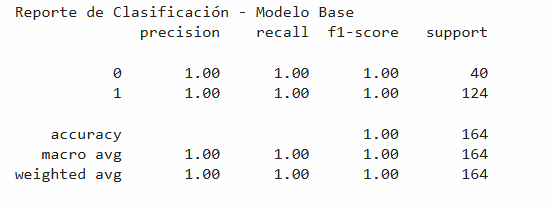 Reporte de Clasificación - Modelo Base
precision recall f1-score support
0 1.00 1.00 1.00 40
1 1.00 1.00 1.00 124
accuracy 1.00 164
macro avg 1.00 1.00 1.00 164
weighted avg 1.00 1.00 1.00 164